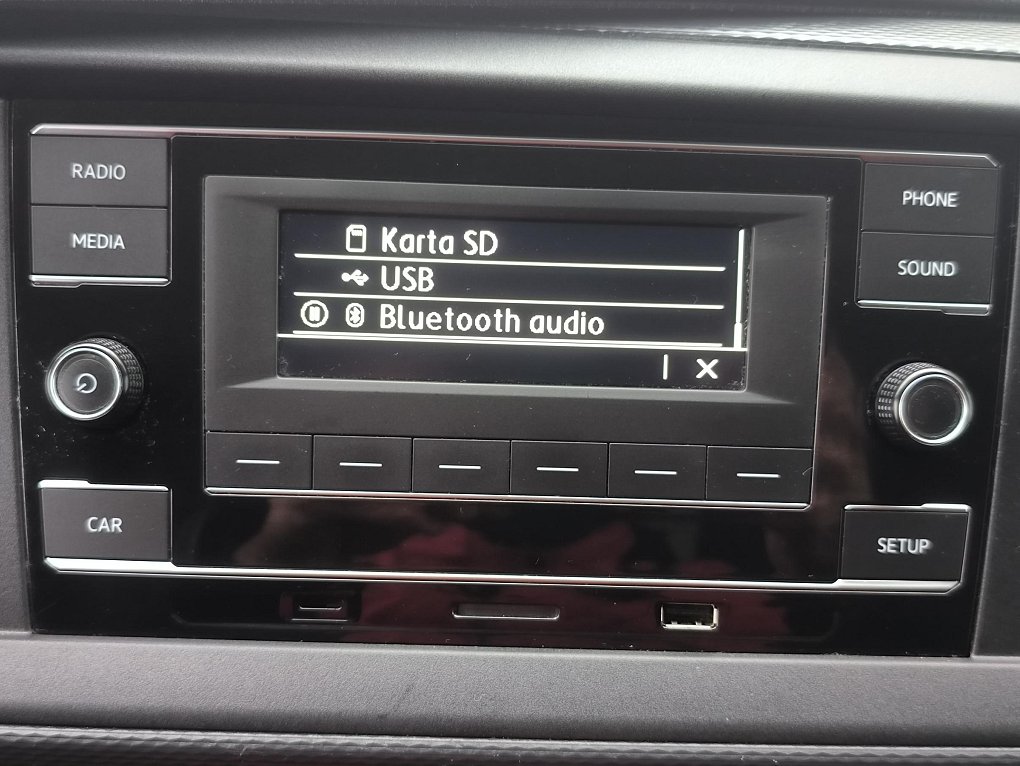 RADIO
MEDIA
Karta SD
USB
Bluetooth audio
PHONE
SOUND
CAR
SETUP